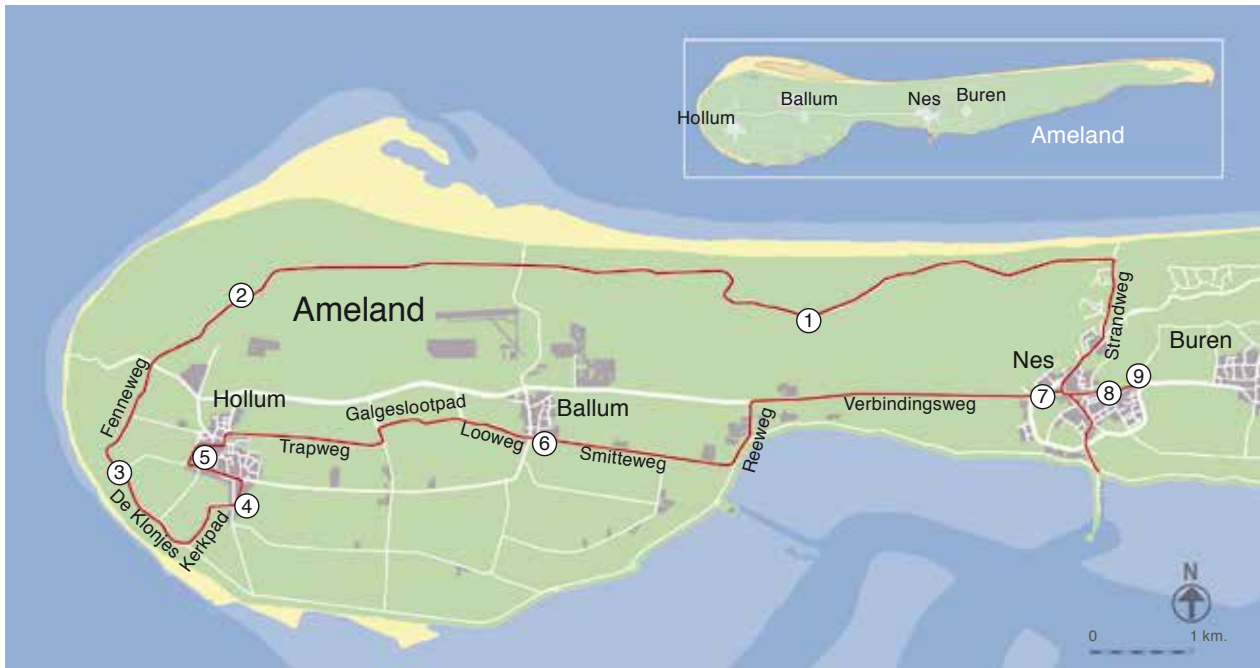 Hollum
Ballum
Nes
Buren
Ameland
Ameland
2
1
Strandweg
Nes
Buren
Fenneweg
Hollum
Galgeslootpad
Ballum
Verbindingsweg
7
8
9
Trapweg
Looweg
6
Smitteweg
Reeweg
5
3
De Klonjes
Kerkpad
4
N
0 1 km.